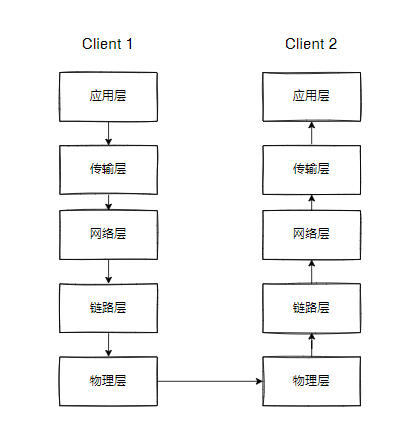 Client 1
Client 2
应用层
应用层
传输层
传输层
网络层
网络层
链路层
链路层
物理层
物理层